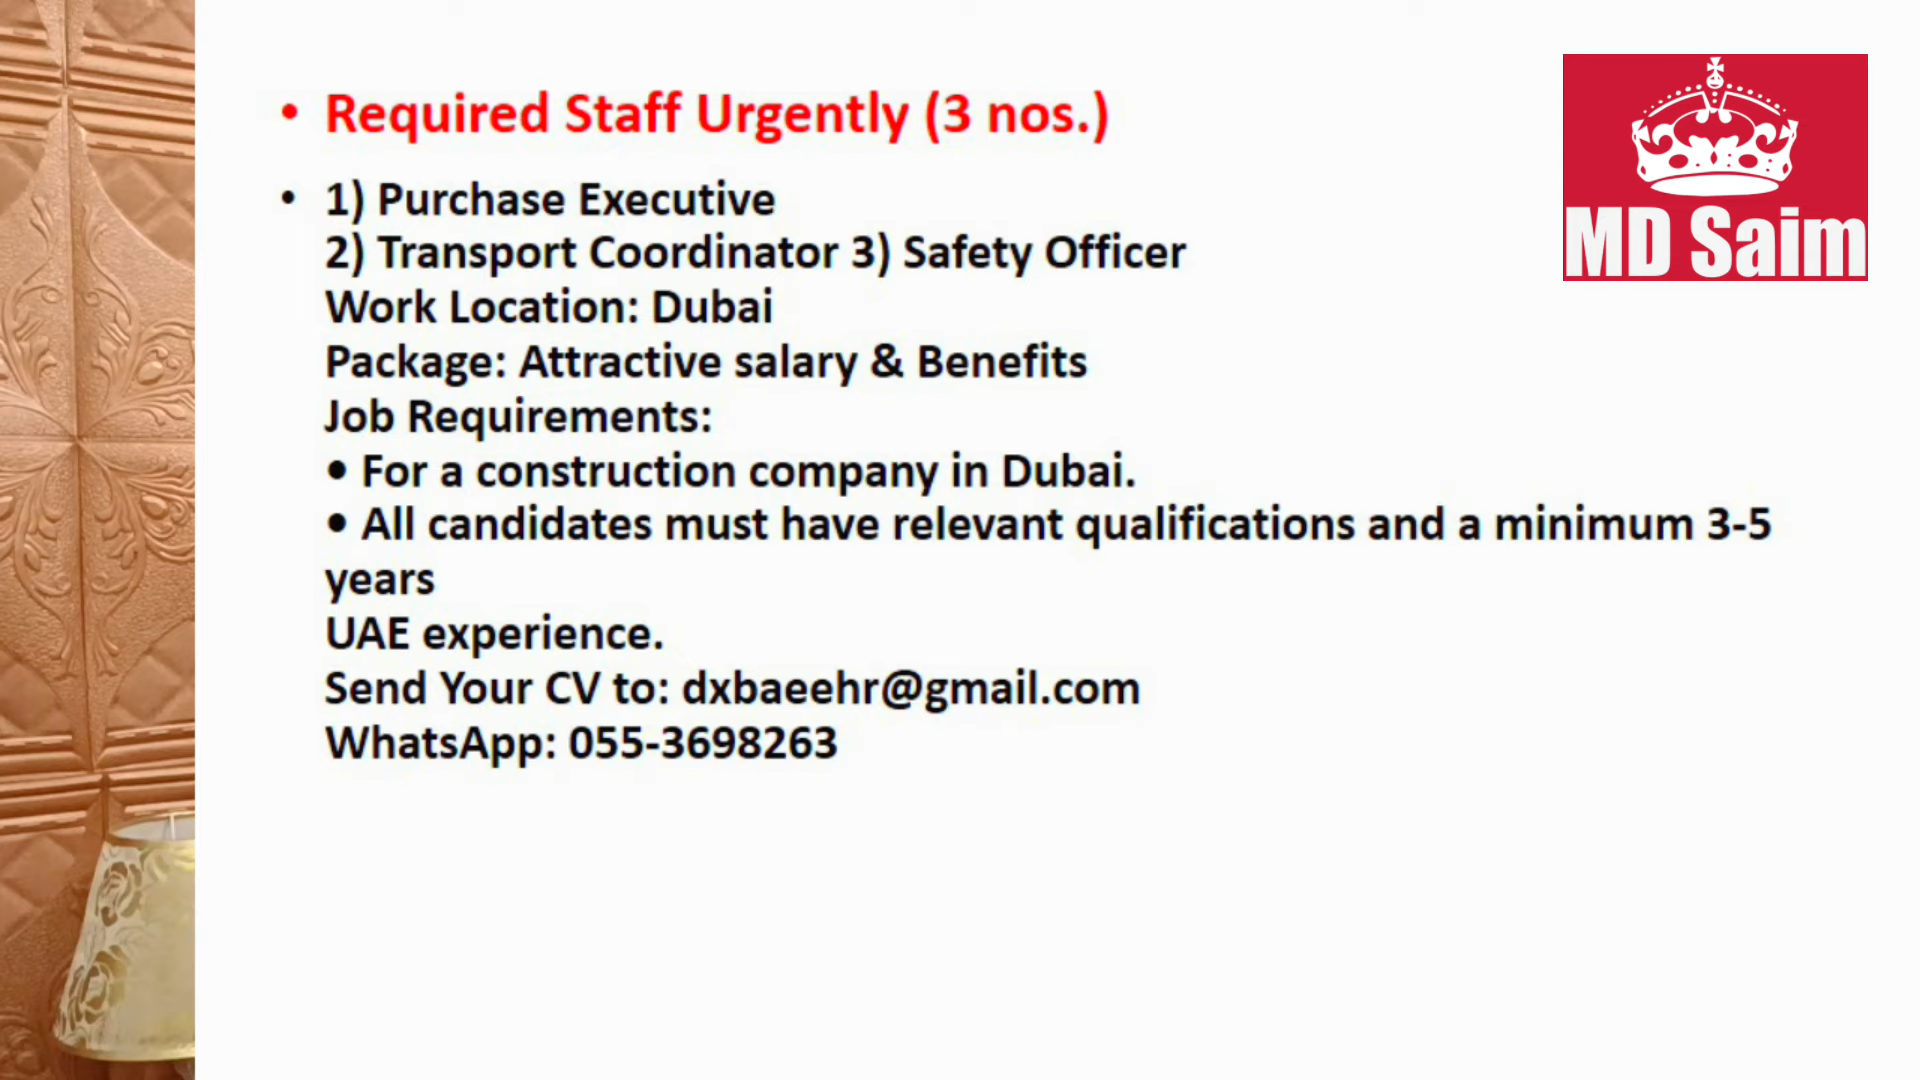 • Required Staff Urgently (3 nos.)
• 1) Purchase Executive
2) Transport Coordinator 3) Safety Officer
Work Location: Dubai
Package: Attractive salary & Benefits
Job Requirements:
• For a construction company in Dubai.
• All candidates must have relevant qualifications and a minimum 3-5
years
UAE experience.
Send Your CV to: dxbaeehr@gmail.com
WhatsApp: 055-3698263
MD Saim